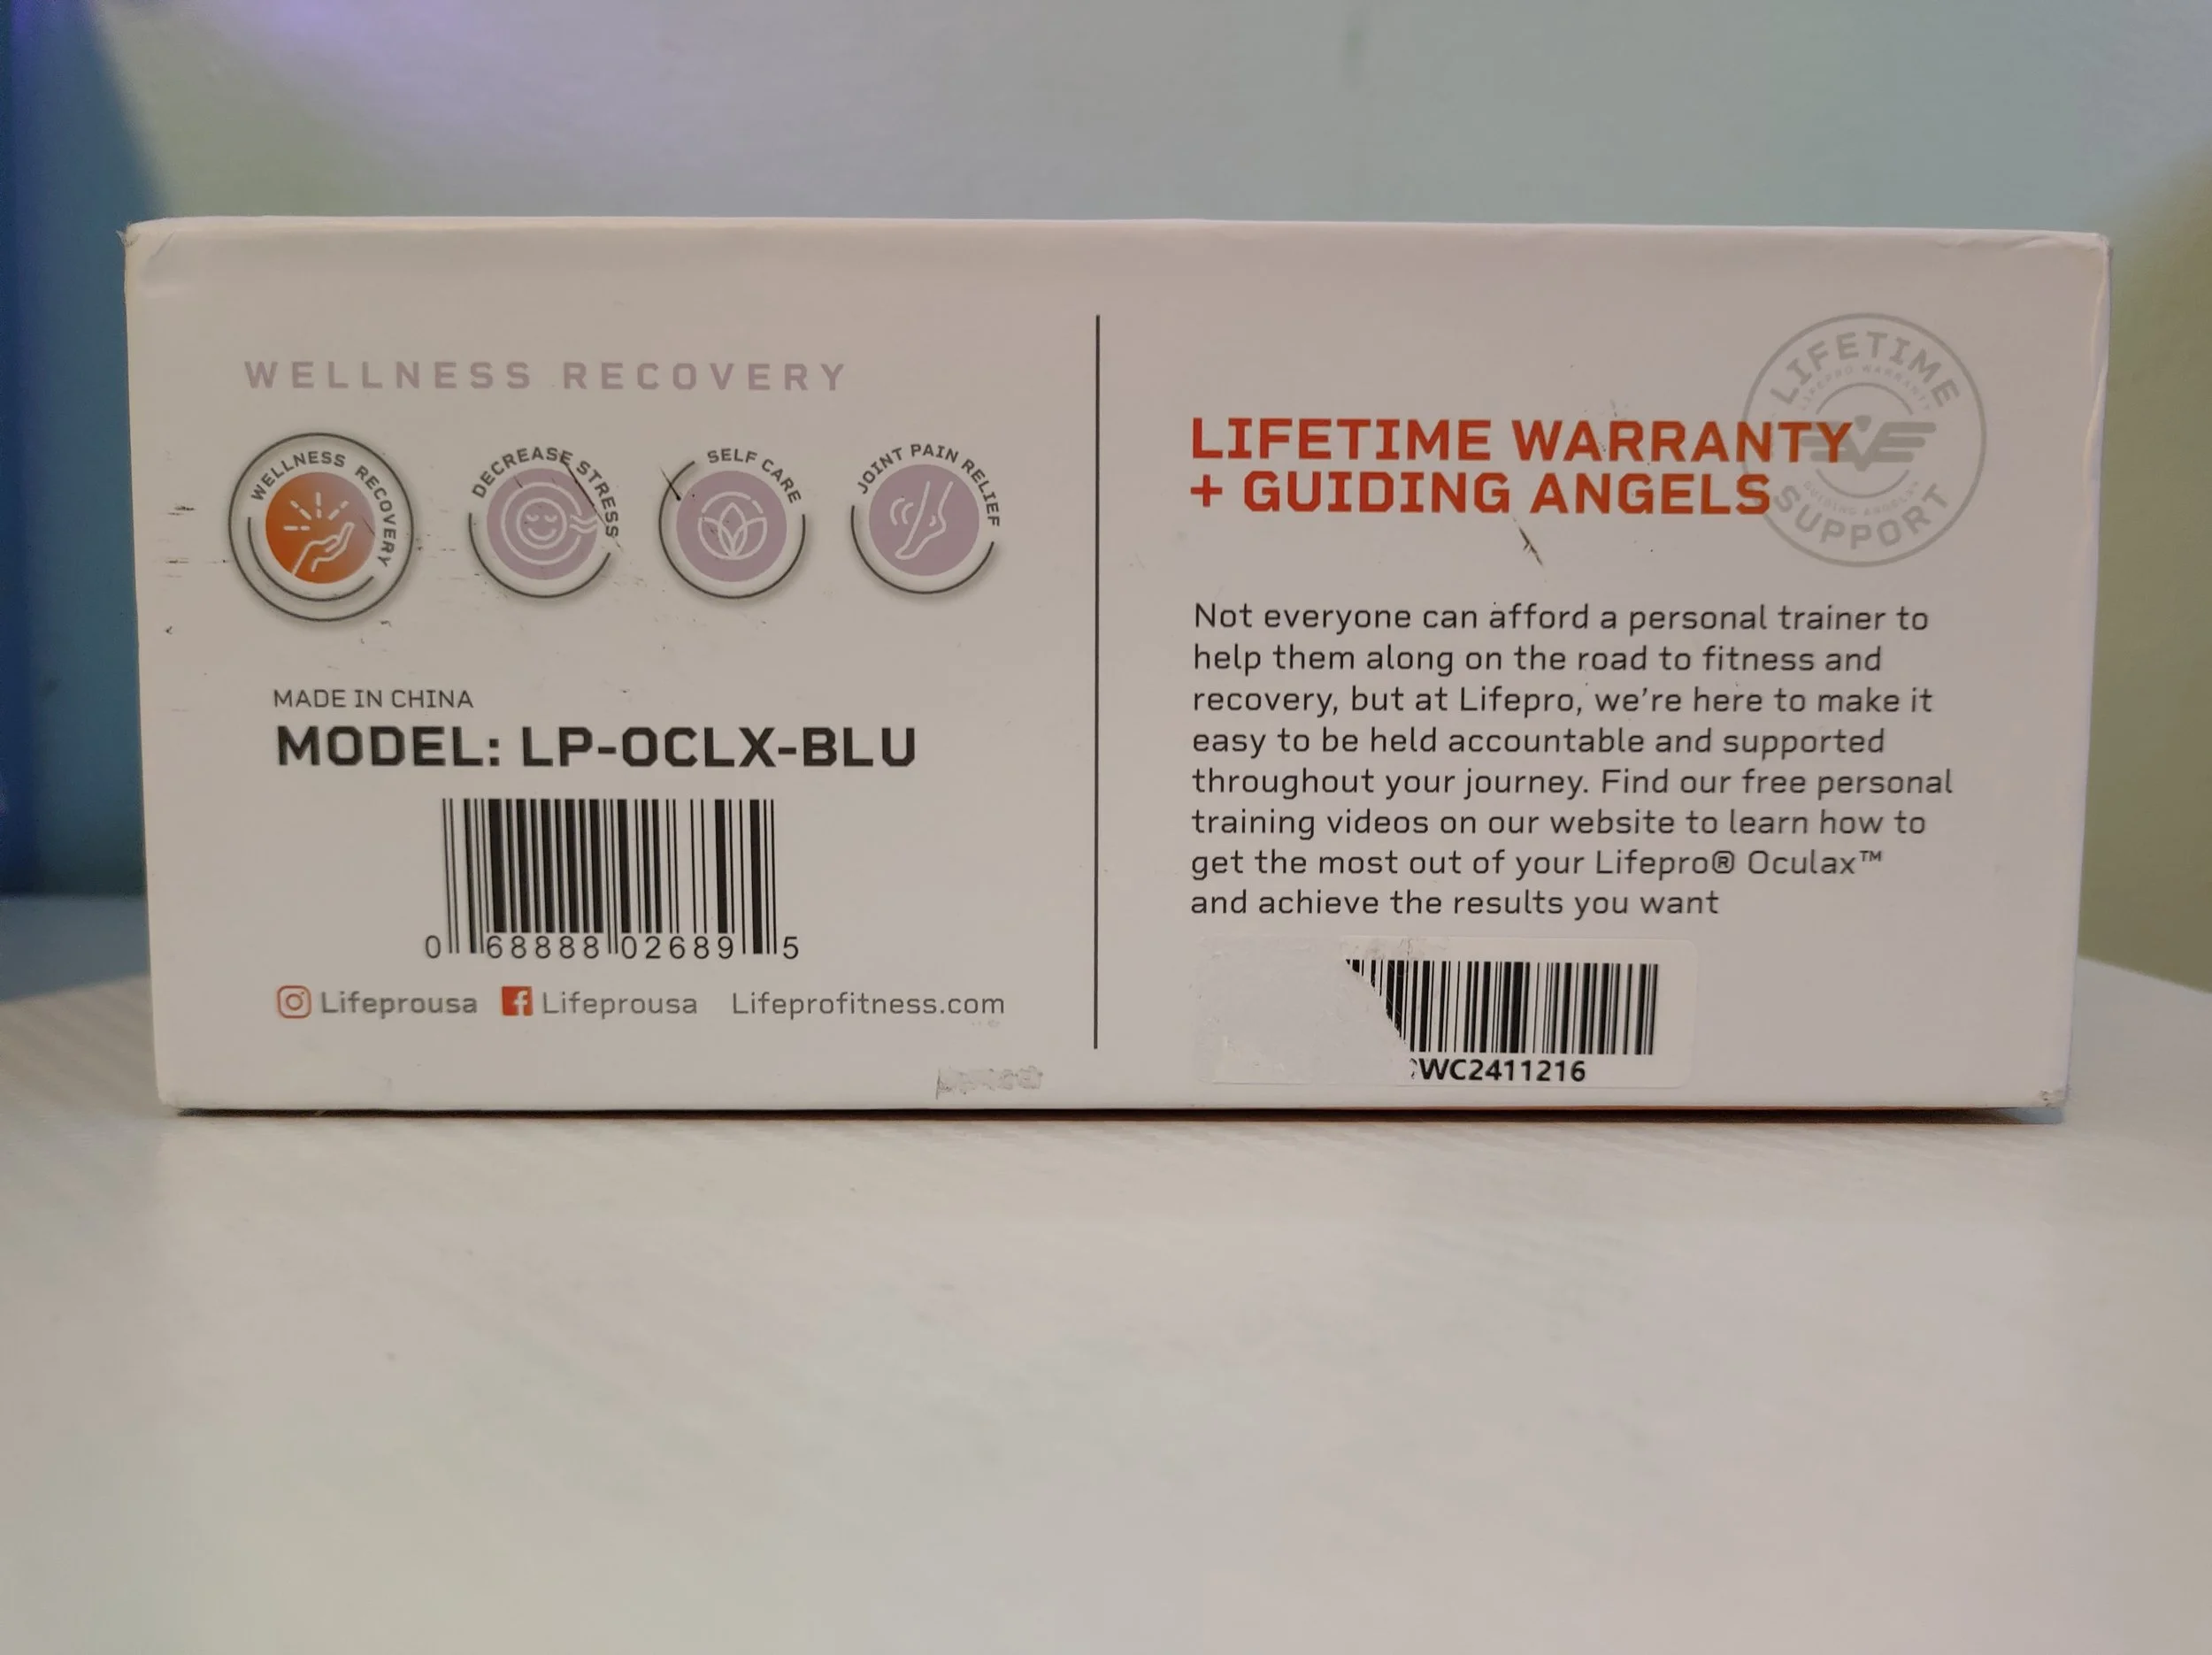 WELLNESS RECOVERY
WELLNESS RECOVERY
DECREASE STRESS
SELF CARE
JOINT PAIN RELIEF
MADE IN CHINA
MODEL: LP-OCLX-BLU
0 68888 02689 5
Lifeprousa Lifeprousa Lifeprofitness.com
LIFETIME
LIFEPRO WARRANTY
GUIDING ANGELS
SUPPORT
LIFETIME WARRANTY
+ GUIDING ANGELS
Not everyone can afford a personal trainer to
help them along on the road to fitness and
recovery, but at Lifepro, we're here to make it
easy to be held accountable and supported
throughout your journey. Find our free personal
training videos on our website to learn how to
get the most out of your Lifepro® Oculax™
and achieve the results you want
WC2411216